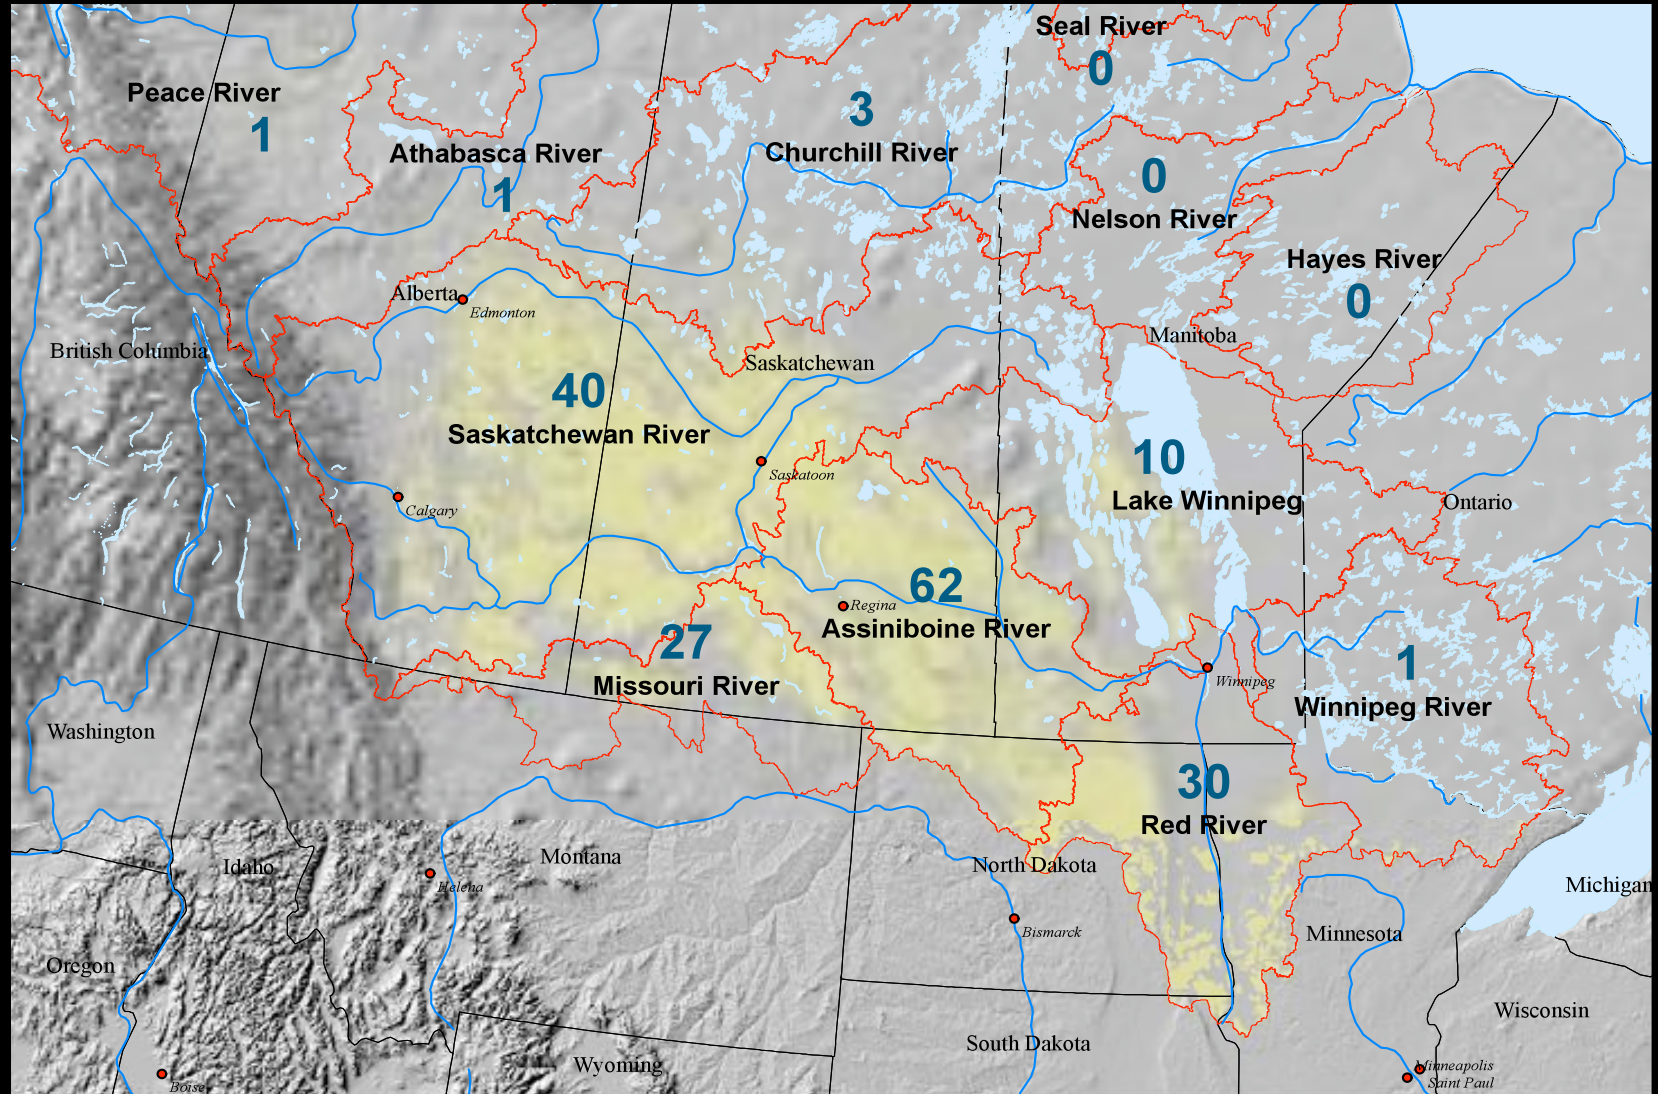 Seal River
0
Peace River
1
3
Churchill River
Athabasca River
1
0
Nelson River
Hayes River
0
Alberta
Edmonton
Manitoba
British Columbia
Saskatchewan
40
Saskatchewan River
10
Saskatoon
Lake Winnipeg
Ontario
Calgary
62
Regina
Assiniboine River
27
Missouri River
1
Winnipeg
Winnipeg River
Washington
30
Red River
Montana
Idaho
North Dakota
Helena
Michigan
Bismarck
Minnesota
Oregon
Wisconsin
South Dakota
Wyoming
Minneapolis
Saint Paul
Boise